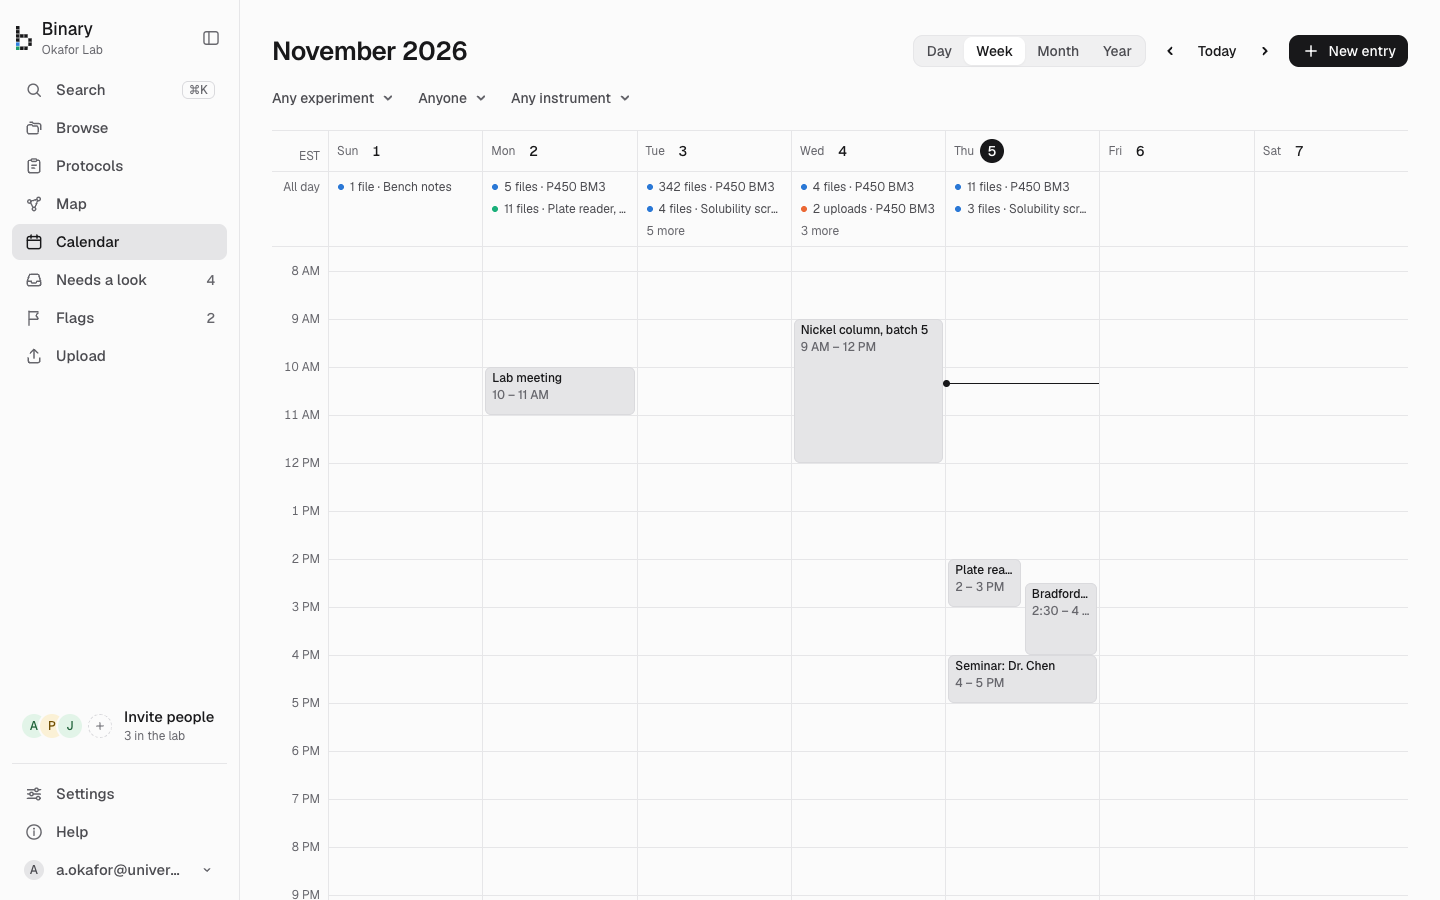 Binary
Okafor Lab
Search ⌘K
Browse
Protocols
Map
Calendar
Needs a look 4
Flags 2
Upload
A P J + Invite people
3 in the lab
Settings
Help
A a.okafor@univer...
November 2026
Day Week Month Year
Today
New entry
Any experiment Anyone Any instrument
EST Sun 1 Mon 2 Tue 3 Wed 4 Thu 5 Fri 6 Sat 7
All day
1 file · Bench notes
5 files · P450 BM3
11 files · Plate reader, ...
342 files · P450 BM3
4 files · Solubility scr...
5 more
4 files · P450 BM3
2 uploads · P450 BM3
3 more
11 files · P450 BM3
3 files · Solubility scr...
8 AM
9 AM
10 AM
11 AM
12 PM
1 PM
2 PM
3 PM
4 PM
5 PM
6 PM
7 PM
8 PM
9 PM
Lab meeting
10 – 11 AM
Nickel column, batch 5
9 AM – 12 PM
Plate rea...
2 – 3 PM
Bradford...
2:30 – 4 ...
Seminar: Dr. Chen
4 – 5 PM